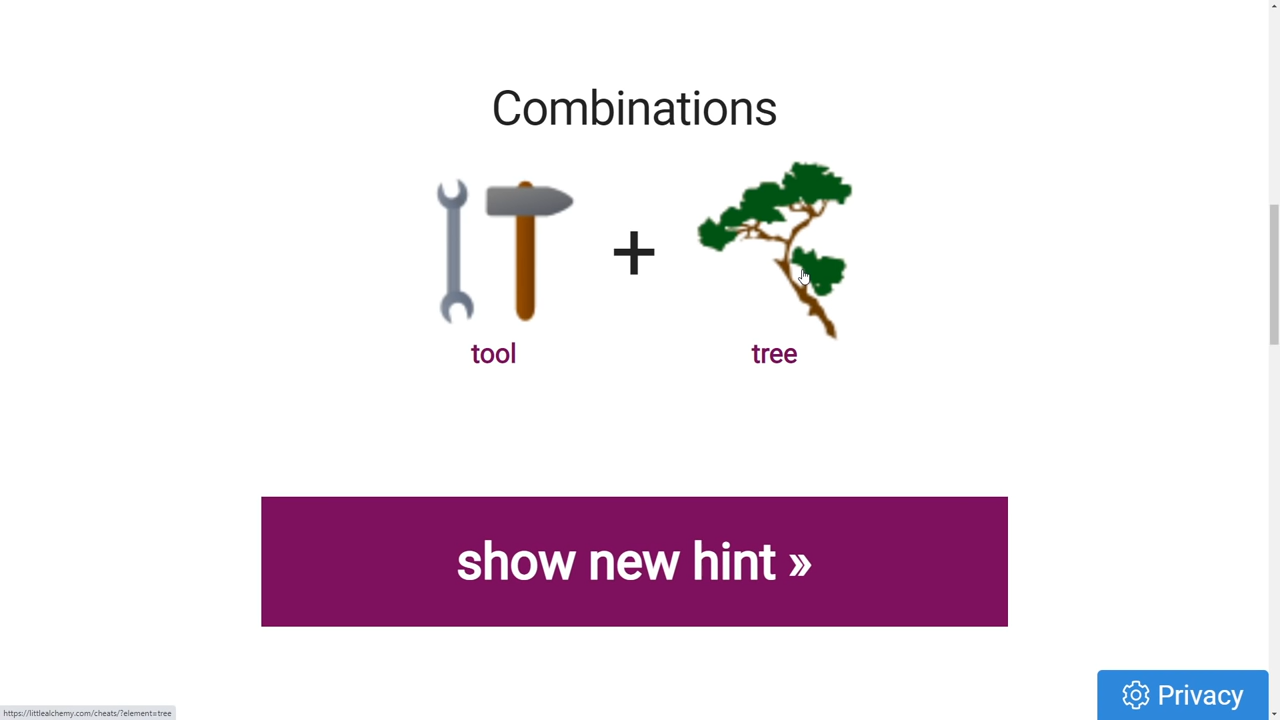 Combinations
+
tool
tree
show new hint »
Privacy
https://littlealchemy.com/cheats/?element=tree